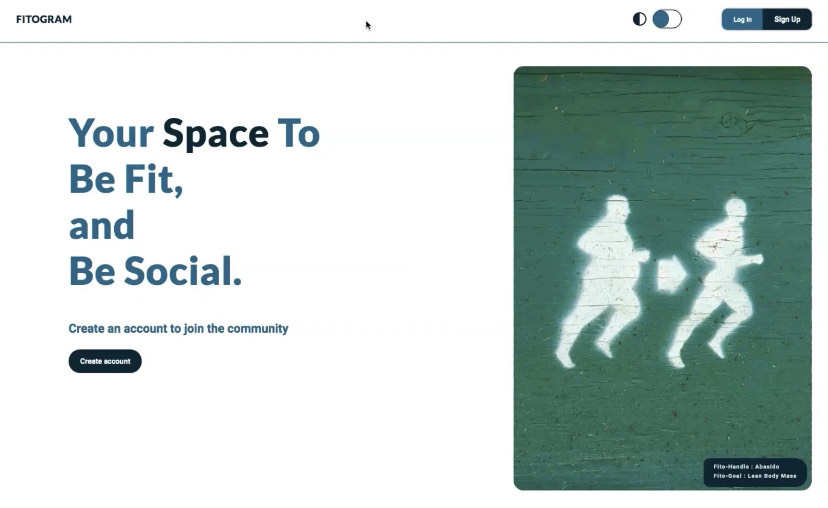 FITOGRAM
Log In
Sign Up
Your Space To
Be Fit,
and
Be Social.
Create an account to join the community
Create account
Fito-Handle : Abasido
Fito-Goal : Lean Body Mass